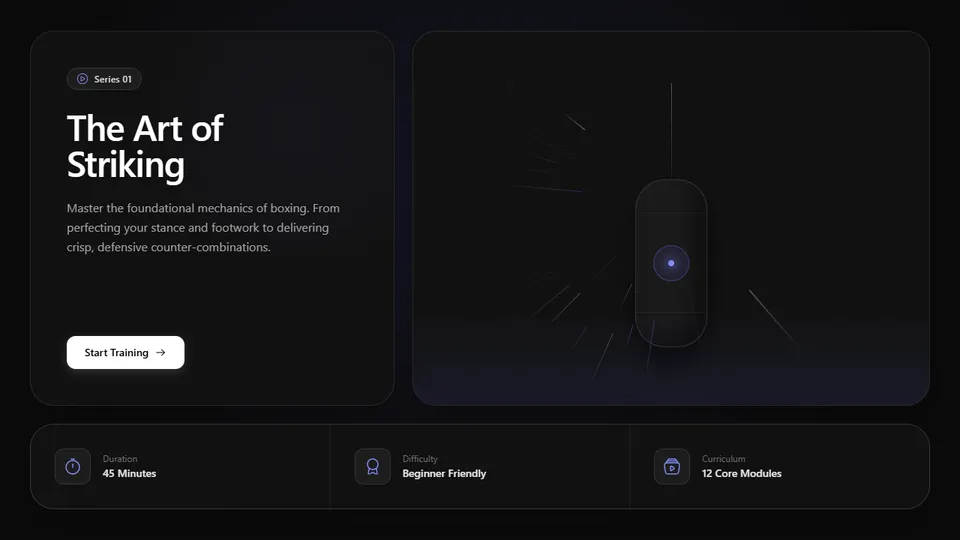 Series 01
The Art of
Striking
Master the foundational mechanics of boxing. From
perfecting your stance and footwork to delivering
crisp, defensive counter-combinations.
Start Training
Duration
45 Minutes
Difficulty
Beginner Friendly
Curriculum
12 Core Modules